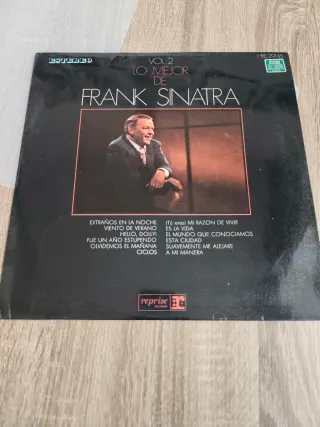 ESTEREO
VOL.2
LO MEJOR
DE
FRANK SINATRA
EXTRAÑOS EN LA NOCHE
VIENTO DE VERANO
HELLO, DOLLY!
FUE UN AÑO ESTUPENDO
OLVIDEMOS EL MAÑANA
CICLOS
(Tú eres) MI RAZON DE VIVIR
ES LA VIDA
EL MUNDO QUE CONOCIAMOS
ESTA CIUDAD
SUAVEMENTE ME ALEJARE
A MI MANERA
reprise